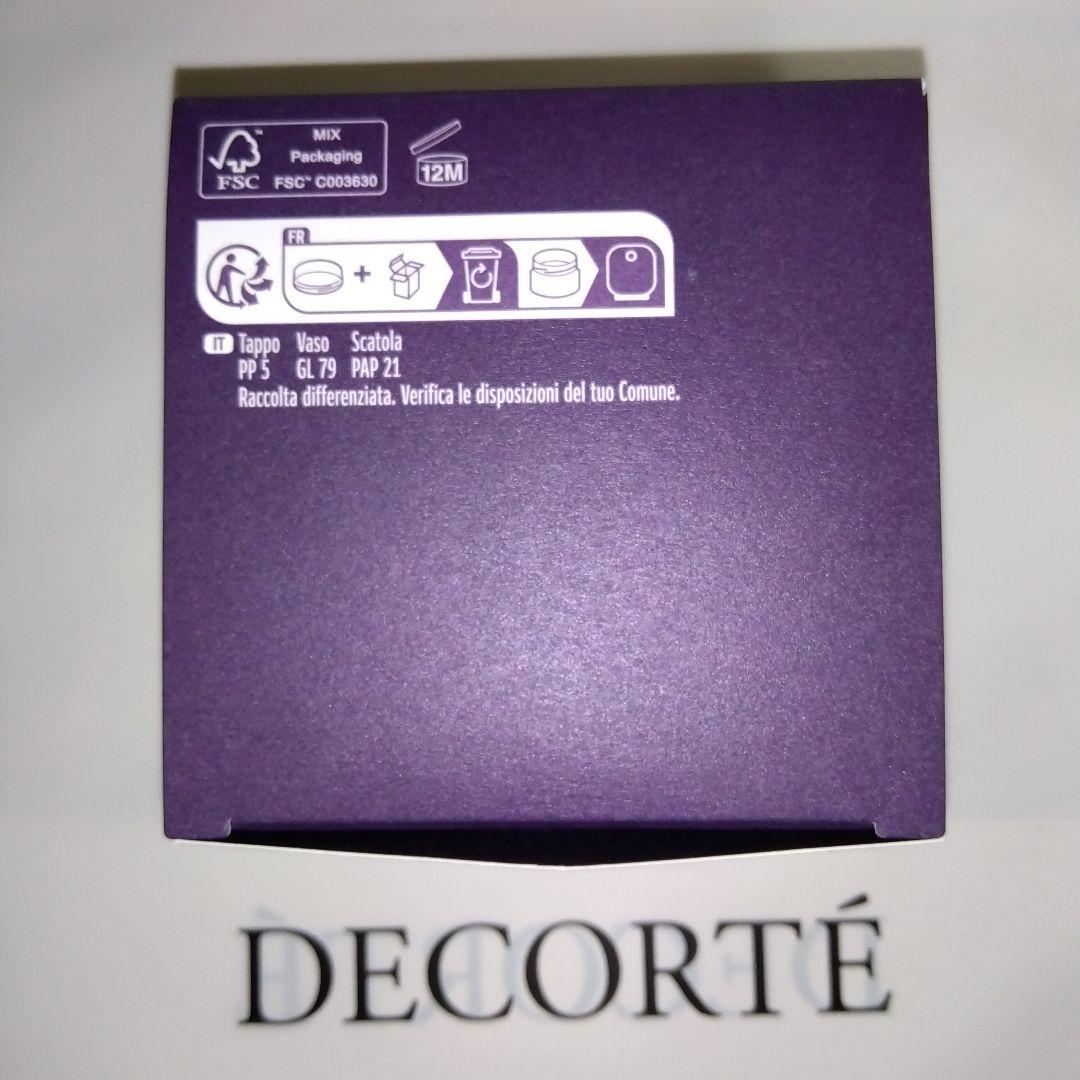 MIX
Packaging
FSC™ C003630
FSC
12M
FR
IT Tappo Vaso Scatola
PP 5 GL 79 PAP 21
Raccolta differenziata. Verifica le disposizioni del tuo Comune.
DECORTÉ